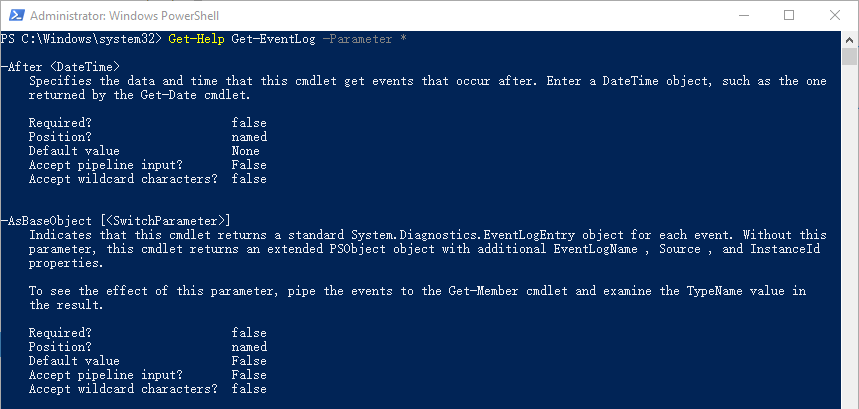 Administrator: Windows PowerShell
PS C:\Windows\system32> Get-Help Get-EventLog -Parameter *
-After <DateTime>
Specifies the data and time that this cmdlet get events that occur after. Enter a DateTime object, such as the one
returned by the Get-Date cmdlet.
Required? false
Position? named
Default value None
Accept pipeline input? False
Accept wildcard characters? false
-AsBaseObject [<SwitchParameter>]
Indicates that this cmdlet returns a standard System.Diagnostics.EventLogEntry object for each event. Without this
parameter, this cmdlet returns an extended PSObject object with additional EventLogName , Source , and InstanceId
properties.
To see the effect of this parameter, pipe the events to the Get-Member cmdlet and examine the TypeName value in
the result.
Required? false
Position? named
Default value False
Accept pipeline input? False
Accept wildcard characters? false